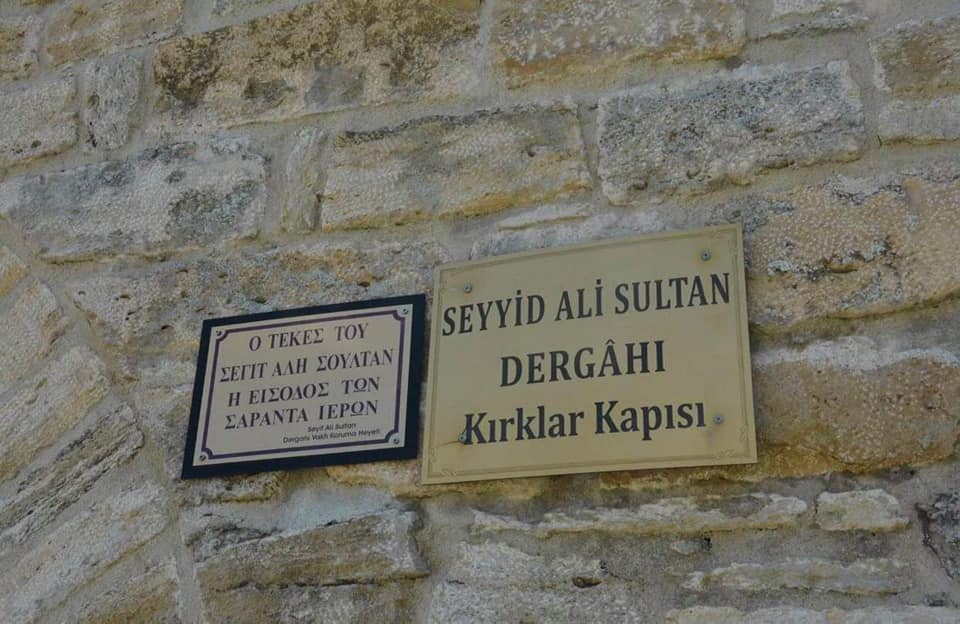 Ο ΤΕΚΕΣ ΤΟΥ
ΣΕΓΙΤ ΑΛΗ ΣΟΥΛΤΑΝ
Η ΕΙΣΟΔΟΣ ΤΩΝ
ΣΑΡΑΝΤΑ ΙΕΡΩΝ
Seyit Ali Sultan
Dergahı Vakfı Koruma Heyeti
SEYYİD ALİ SULTAN
DERGÂHI
Kırklar Kapısı